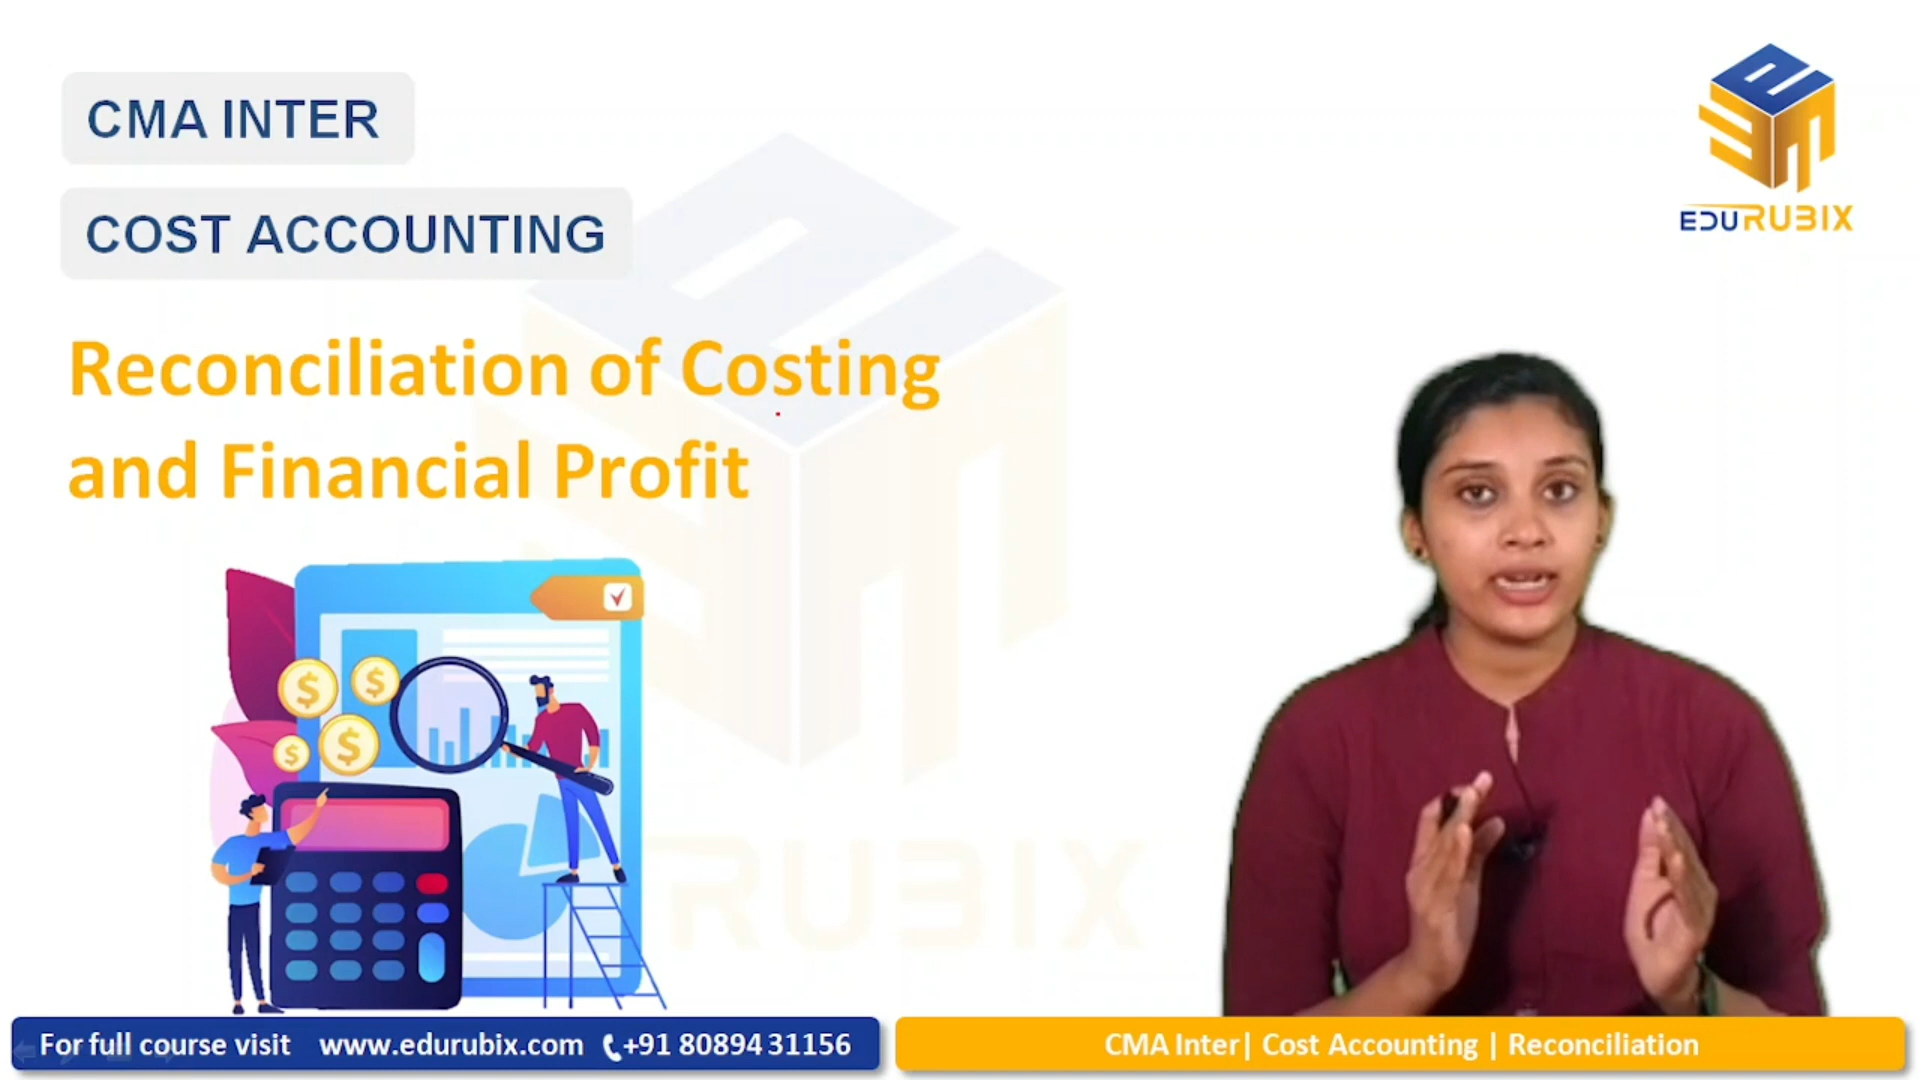 CMA INTER
COST ACCOUNTING
EDURUBIX
Reconciliation of Costing
and Financial Profit
RUBIX
For full course visit www.edurubix.com +91 80894 31156
CMA Inter| Cost Accounting | Reconciliation